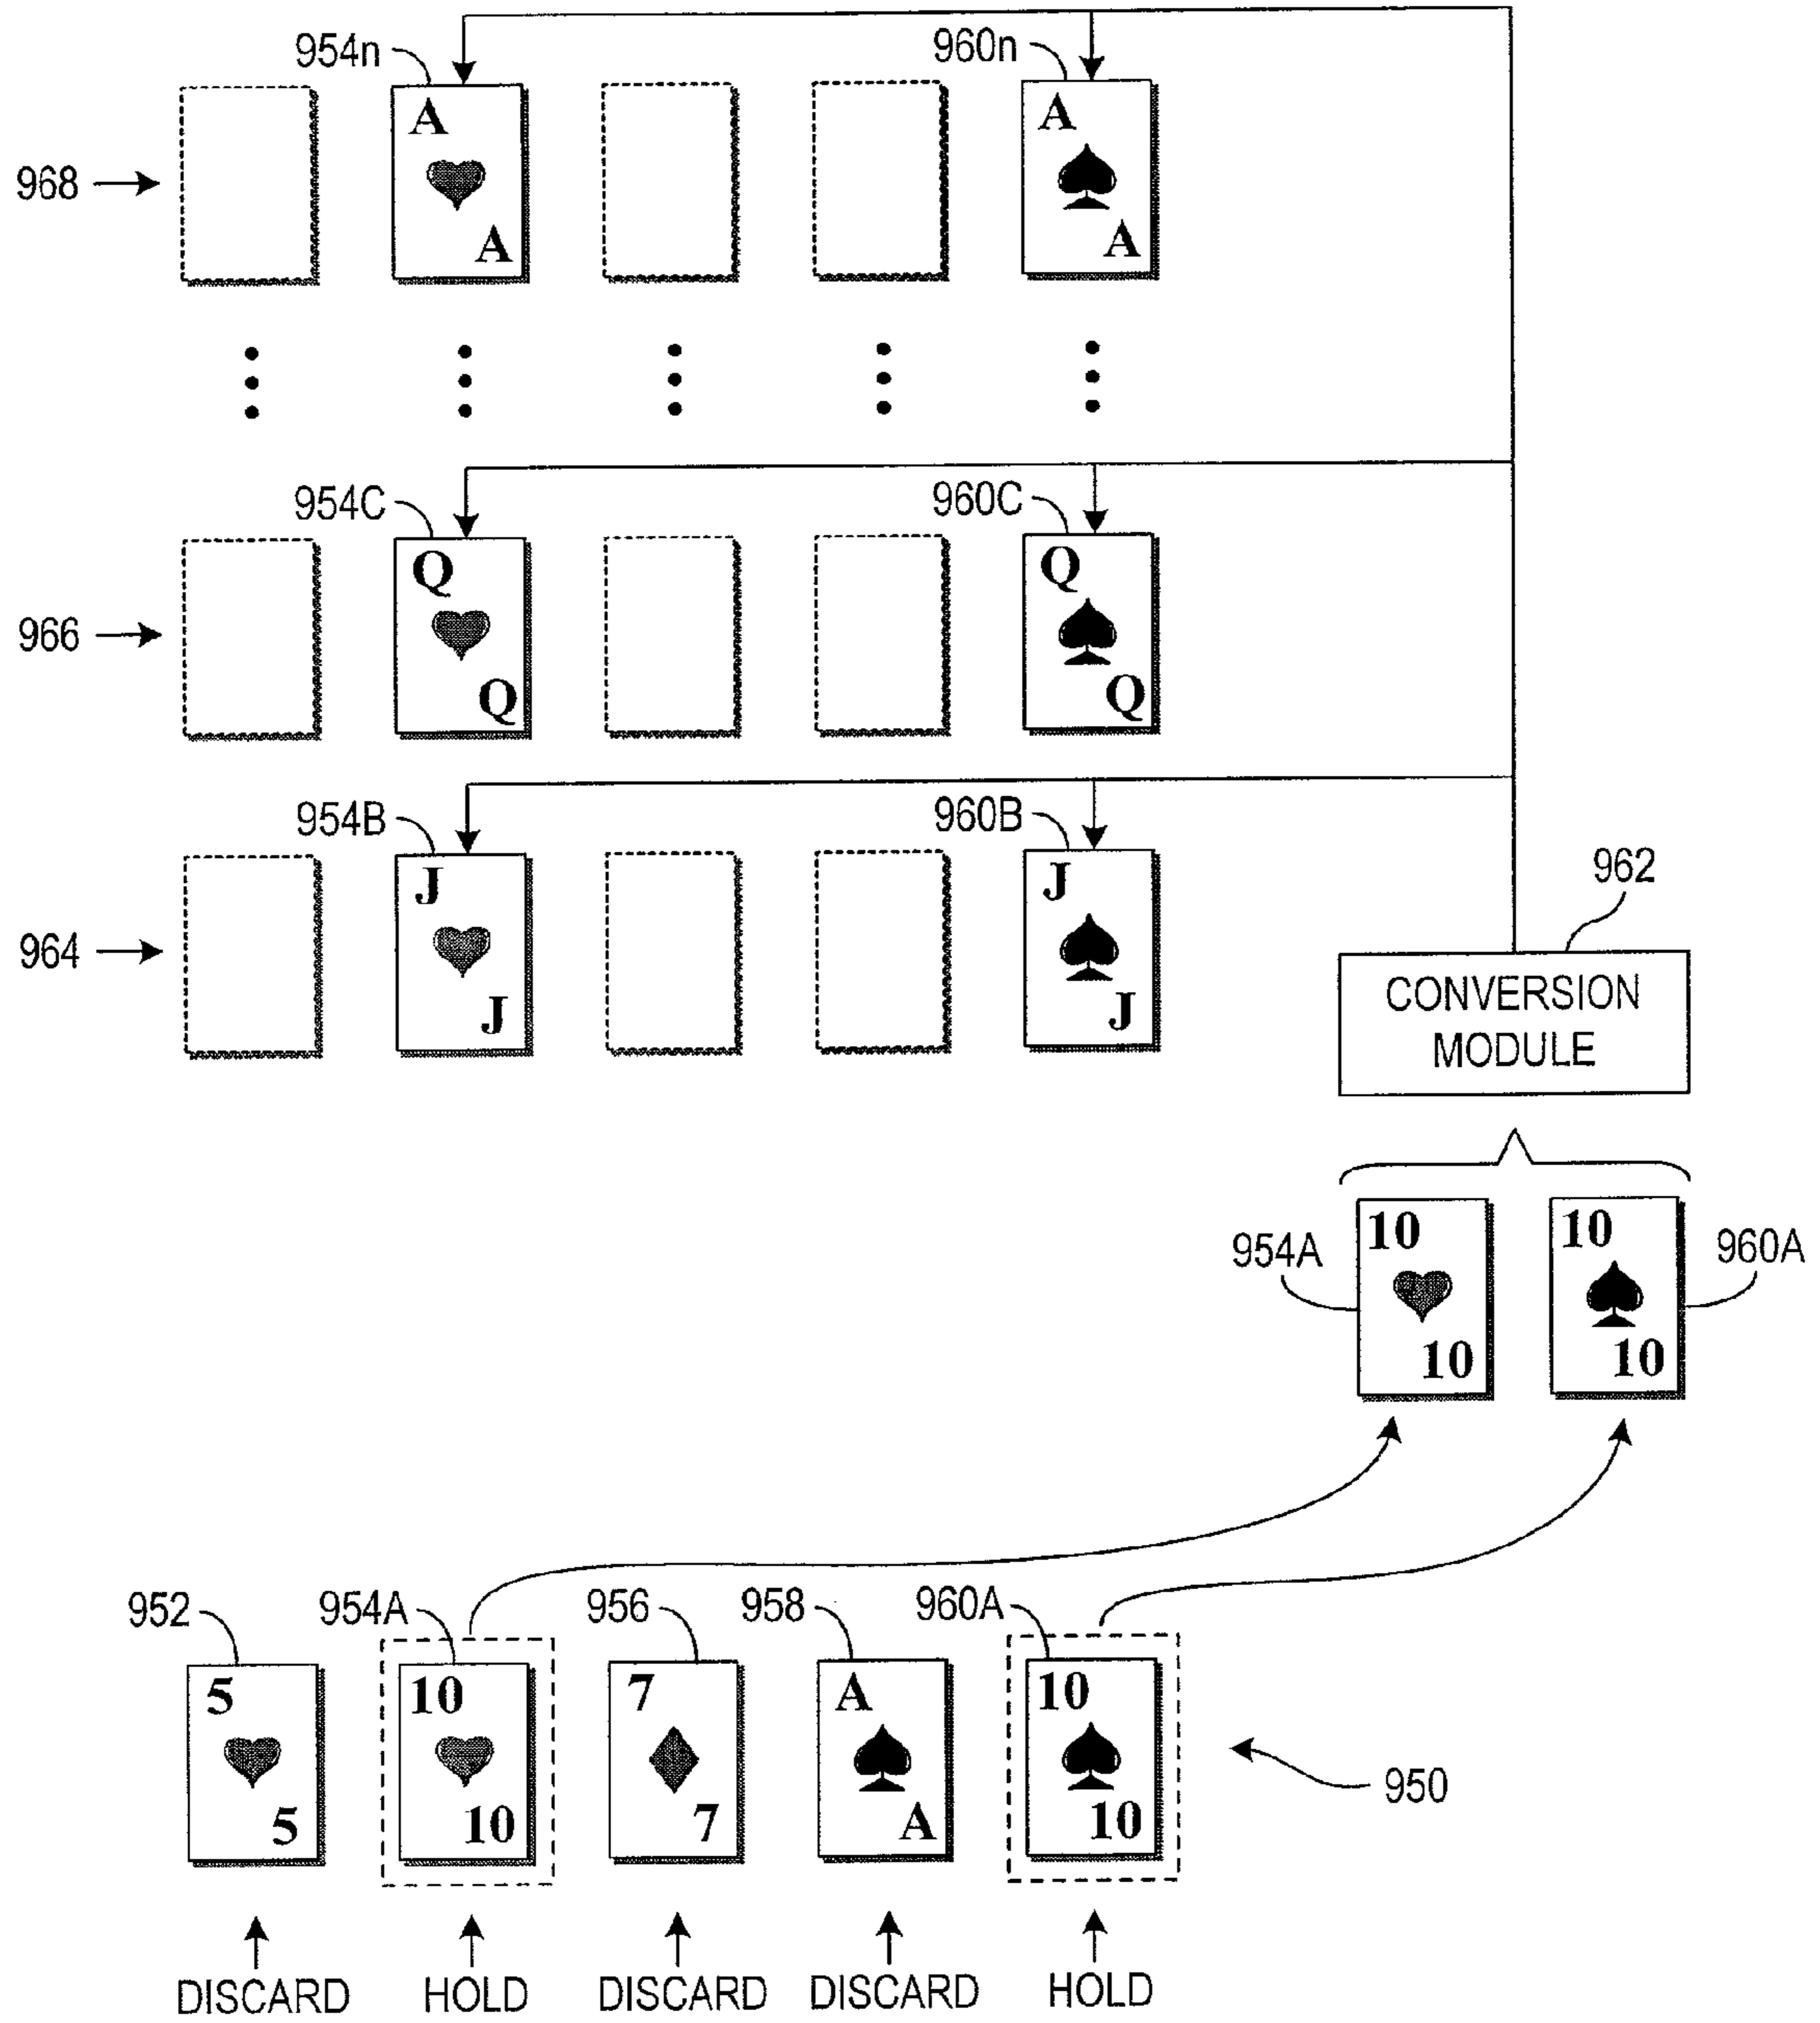 954n 960n
A A
968
A A
954C 960C
Q Q
966
Q Q
954B 960B
J J
962
964
CONVERSION
MODULE
J J
10 10
954A 960A
10 10
952 954A 956 958 960A
5 10 7 A 10
950
5 10 7 A 10
DISCARD HOLD DISCARD DISCARD HOLD